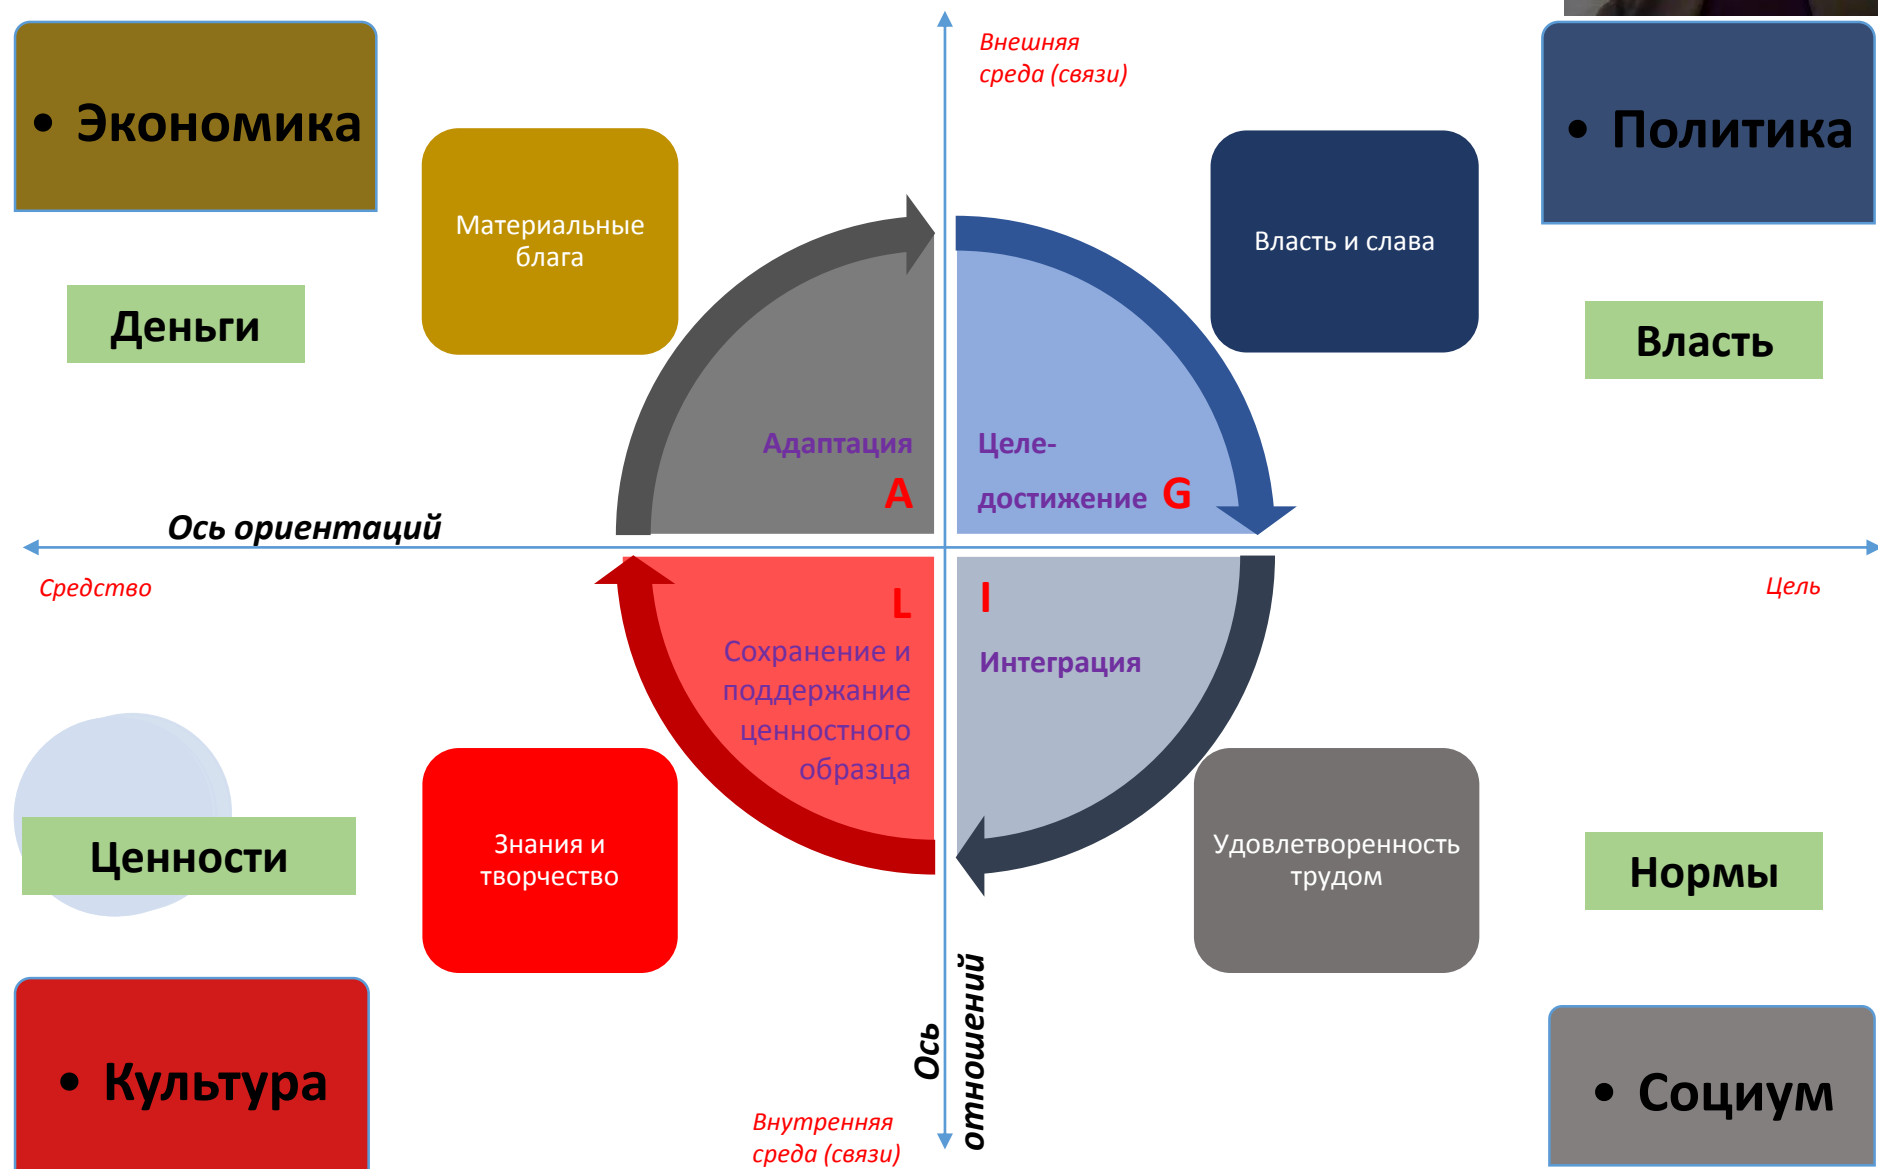 Внешняя
среда (связи)
• Экономика
• Политика
Материальные
блага
Власть и слава
Деньги
Власть
Адаптация
A
Целе-
достижение G
Ось ориентаций
Средство
Цель
L
Сохранение и
поддержание
ценностного
образца
I
Интеграция
Ценности
Знания и
творчество
Удовлетворенность
трудом
Нормы
Ось
отношений
• Культура
• Социум
Внутренняя
среда (связи)